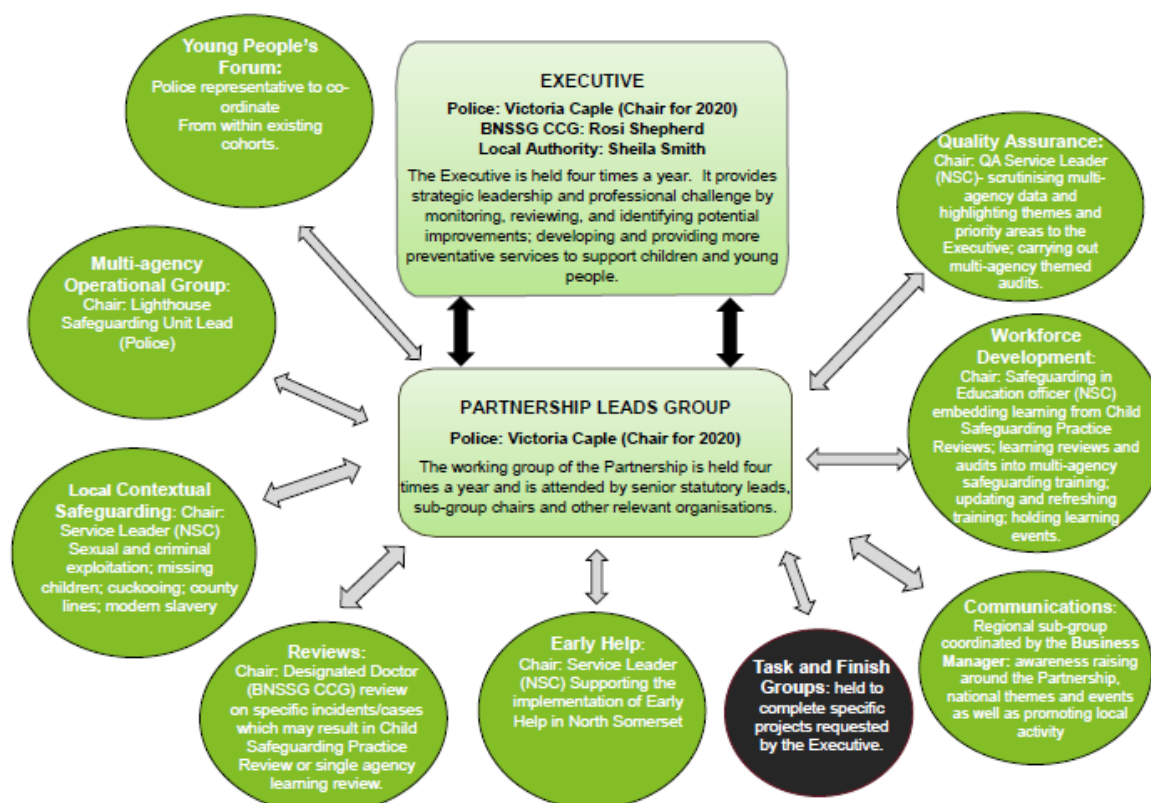 Young People's
Forum:
Police representative to co-
ordinate
From within existing
cohorts.
EXECUTIVE
Police: Victoria Caple (Chair for 2020)
BNSSG CCG: Rosi Shepherd
Local Authority: Sheila Smith
The Executive is held four times a year. It provides
strategic leadership and professional challenge by
monitoring, reviewing, and identifying potential
improvements; developing and providing more
preventative services to support children and young
people.
Quality Assurance:
Chair: QA Service Leader
(NSC)- scrutinising multi-
agency data and
highlighting themes and
priority areas to the
Executive; carrying out
multi-agency themed
audits.
Multi-agency
Operational Group:
Chair: Lighthouse
Safeguarding Unit Lead
(Police)
Workforce
Development:
Chair: Safeguarding in
Education officer (NSC)
embedding learning from Child
Safeguarding Practice
Reviews; learning reviews and
audits into multi-agency
safeguarding training;
updating and refreshing
training; holding learning
events.
PARTNERSHIP LEADS GROUP
Police: Victoria Caple (Chair for 2020)
The working group of the Partnership is held four
times a year and is attended by senior statutory leads,
sub-group chairs and other relevant organisations.
Local Contextual
Safeguarding: Chair:
Service Leader (NSC)
Sexual and criminal
exploitation; missing
children; cuckooing; county
lines; modern slavery
Reviews:
Chair: Designated Doctor
(BNSSG CCG) review
on specific incidents/cases
which may result in Child
Safeguarding Practice
Review or single agency
learning review.
Early Help:
Chair: Service Leader
(NSC) Supporting the
implementation of Early
Help in North Somerset
Task and Finish
Groups: held to
complete specific
projects requested
by the Executive.
Communications:
Regional sub-group
coordinated by the Business
Manager: awareness raising
around the Partnership,
national themes and events
as well as promoting local
activity